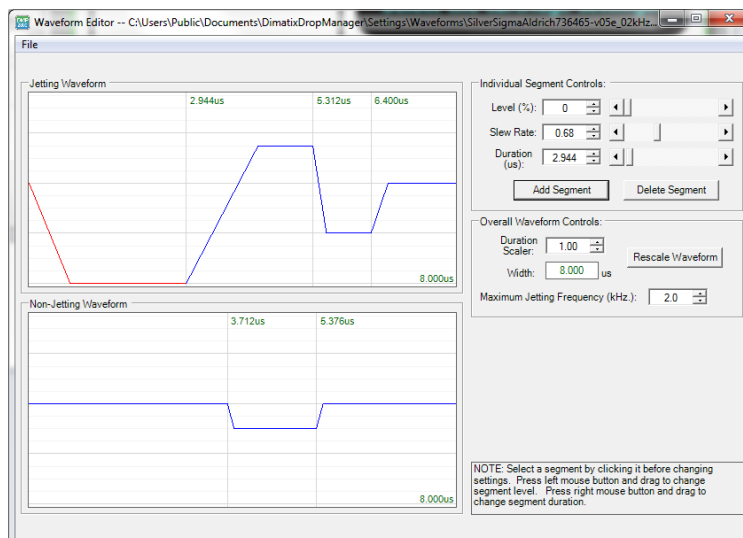 Waveform Editor -- C:\Users\Public\Documents\DimatixDropManager\Settings\Waveforms\SilverSigmaAldrich736465-v05e_02kHz...
File
Jetting Waveform
2.944us
5.312us
6.400us
8.000us
Non-Jetting Waveform
3.712us
5.376us
8.000us
Individual Segment Controls:
Level (%): 0
Slew Rate: 0.68
Duration
(us): 2.944
Add Segment
Delete Segment
Overall Waveform Controls:
Duration
Scaler: 1.00
Width: 8.000 us
Rescale Waveform
Maximum Jetting Frequency (kHz.): 2.0
NOTE: Select a segment by clicking it before changing
settings. Press left mouse button and drag to change
segment level. Press right mouse button and drag to
change segment duration.